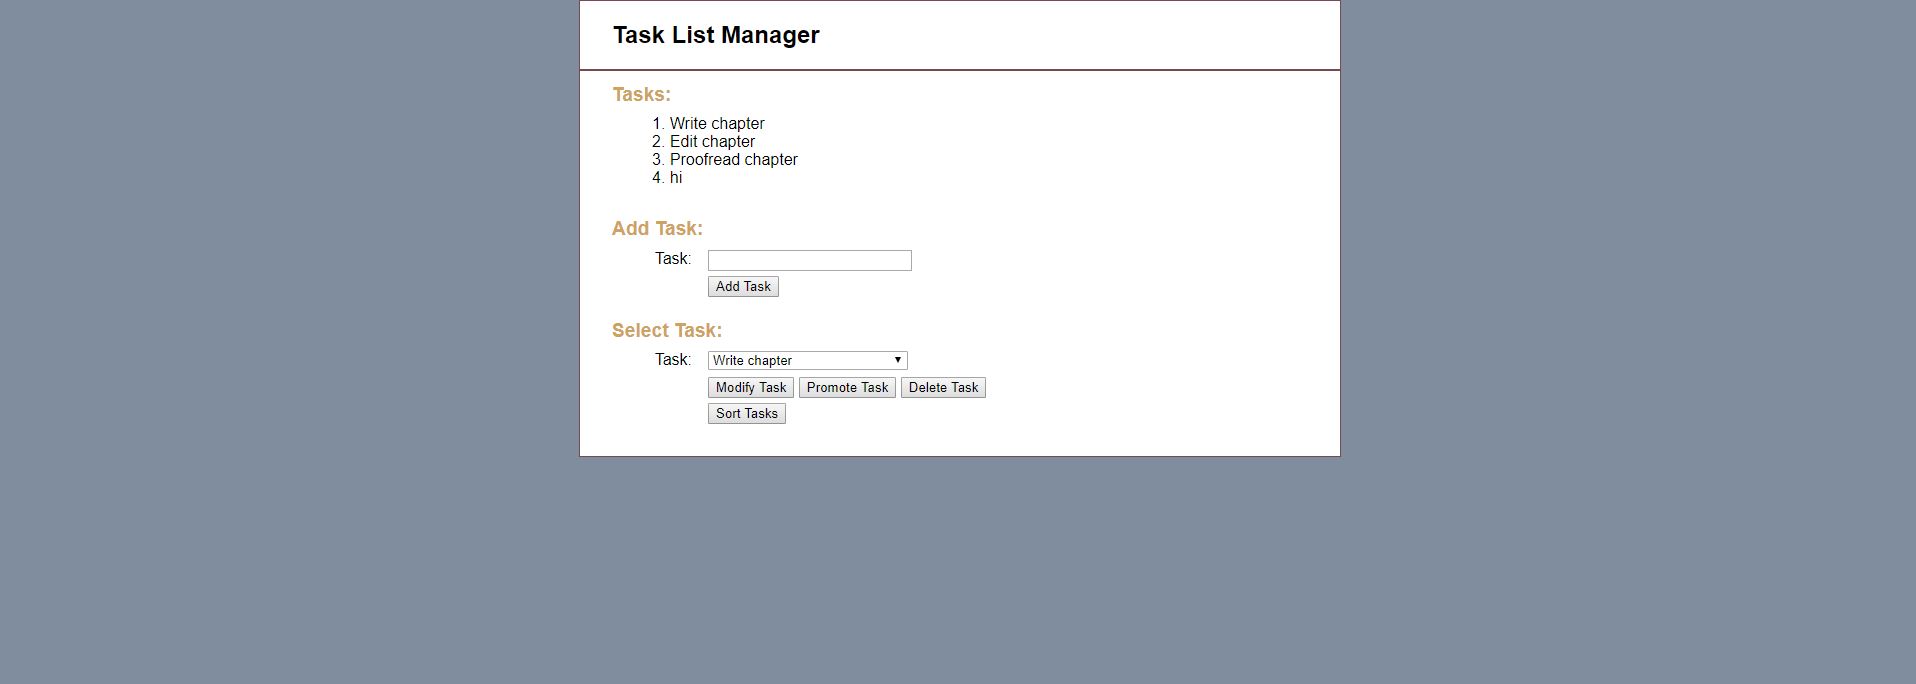 Task List Manager
Tasks:
1. Write chapter
2. Edit chapter
3. Proofread chapter
4. hi
Add Task:
Task:
Add Task
Select Task:
Task: Write chapter
Modify Task Promote Task Delete Task
Sort Tasks